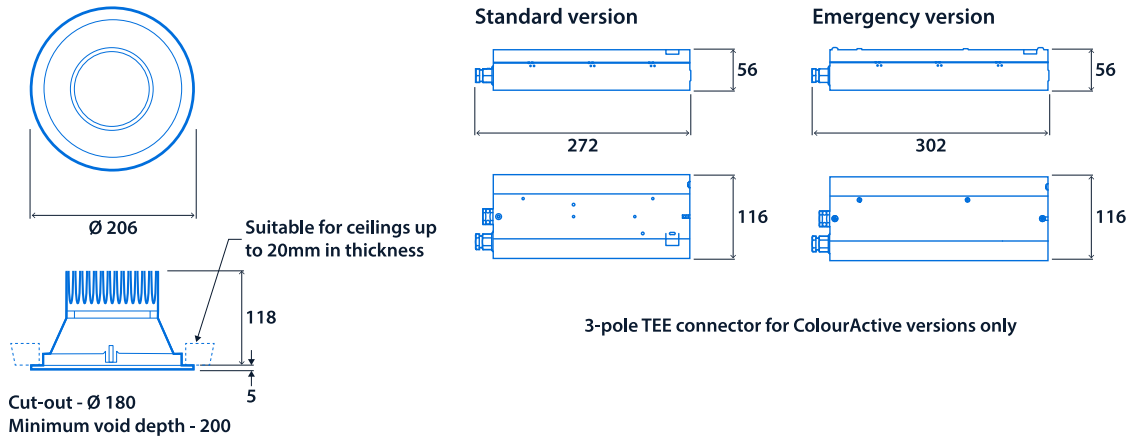 Ø 206
Suitable for ceilings up
to 20mm in thickness
118
5
Cut-out - Ø 180
Minimum void depth - 200
Standard version
56
272
116
Emergency version
56
302
116
3-pole TEE connector for ColourActive versions only